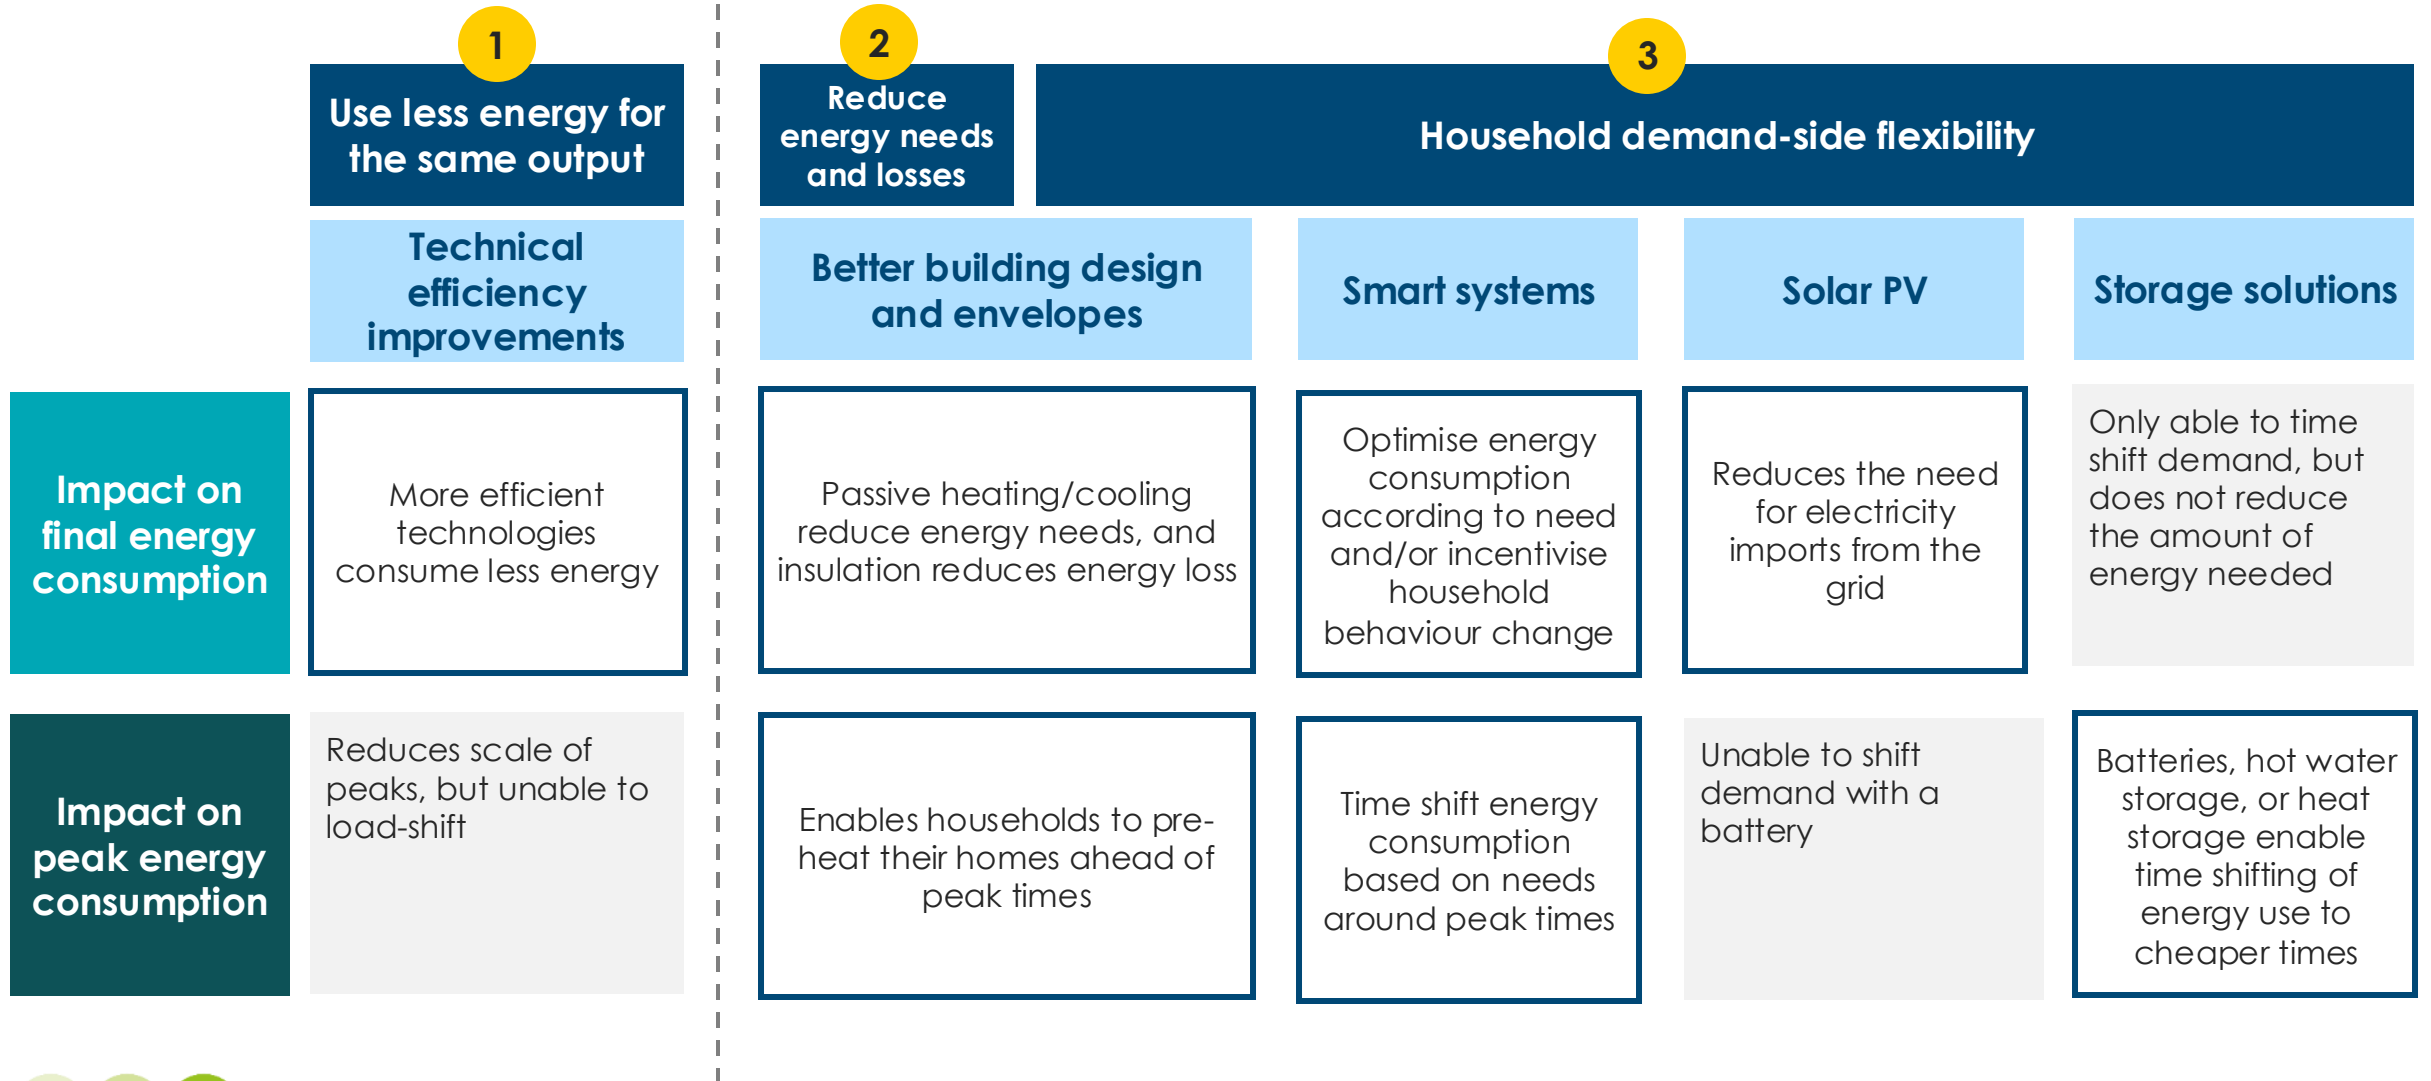 1
Use less energy for
the same output
2
Reduce
energy needs
and losses
3
Household demand-side flexibility
Technical
efficiency
improvements
Better building design
and envelopes
Smart systems
Solar PV
Storage solutions
Impact on
final energy
consumption
More efficient
technologies
consume less energy
Passive heating/cooling
reduce energy needs, and
insulation reduces energy loss
Optimise energy
consumption
according to need
and/or incentivise
household
behaviour change
Reduces the need
for electricity
imports from the
grid
Only able to time
shift demand, but
does not reduce
the amount of
energy needed
Impact on
peak energy
consumption
Reduces scale of
peaks, but unable to
load-shift
Enables households to pre-
heat their homes ahead of
peak times
Time shift energy
consumption
based on needs
around peak times
Unable to shift
demand with a
battery
Batteries, hot water
storage, or heat
storage enable
time shifting of
energy use to
cheaper times